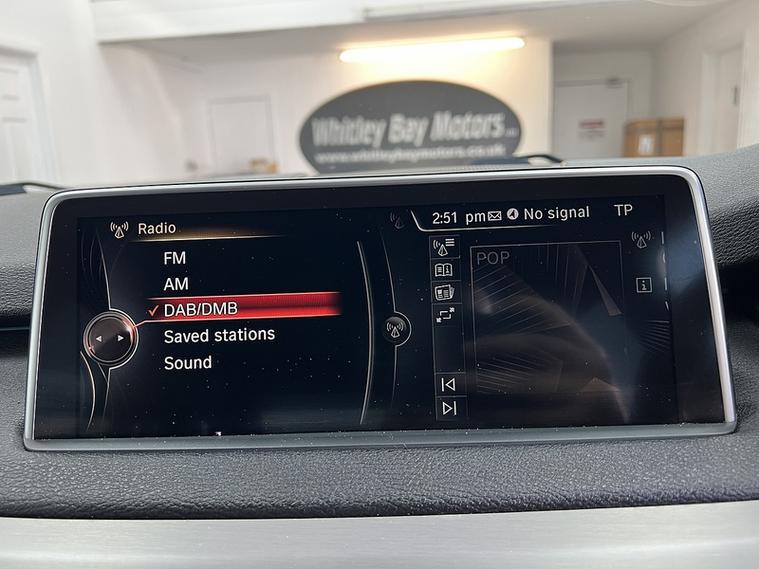 Whitley Bay Motors
www.whitleybaymotors.co.uk
2:51 pm No signal TP
Radio
FM
AM
DAB/DMB
Saved stations
Sound
POP